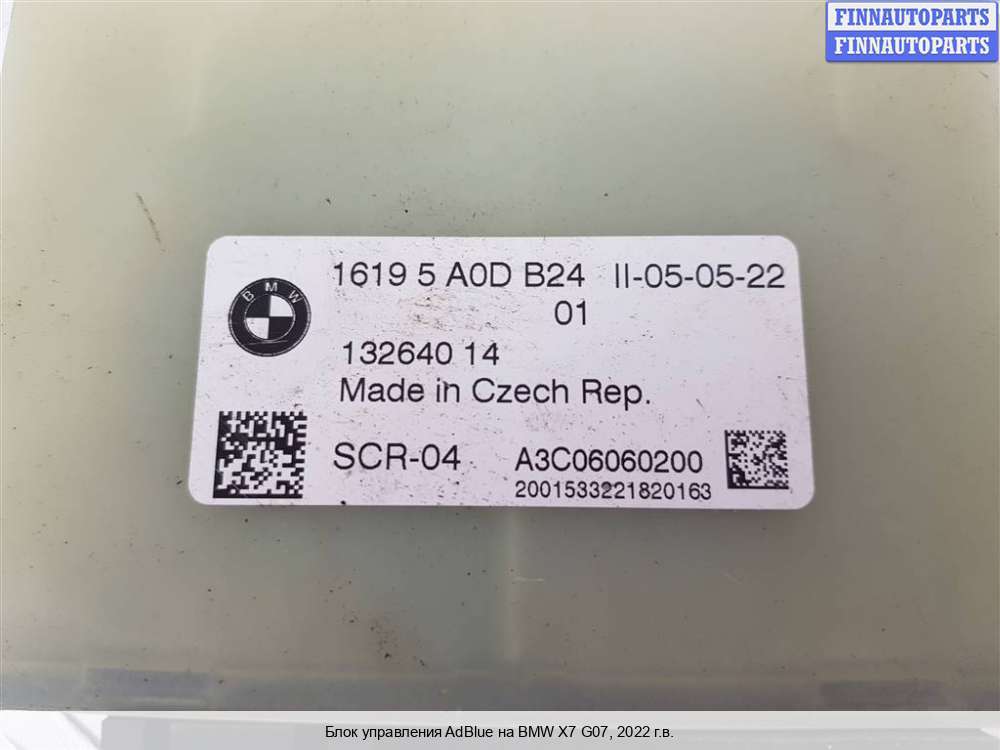 FINNAUTOPARTS
FINNAUTOPARTS
1619 5 A0D B24 II-05-05-22
01
BMW
132640 14
Made in Czech Rep.
SCR-04 A3C06060200
2001533221820163
Блок управления AdBlue на BMW X7 G07, 2022 г.в.